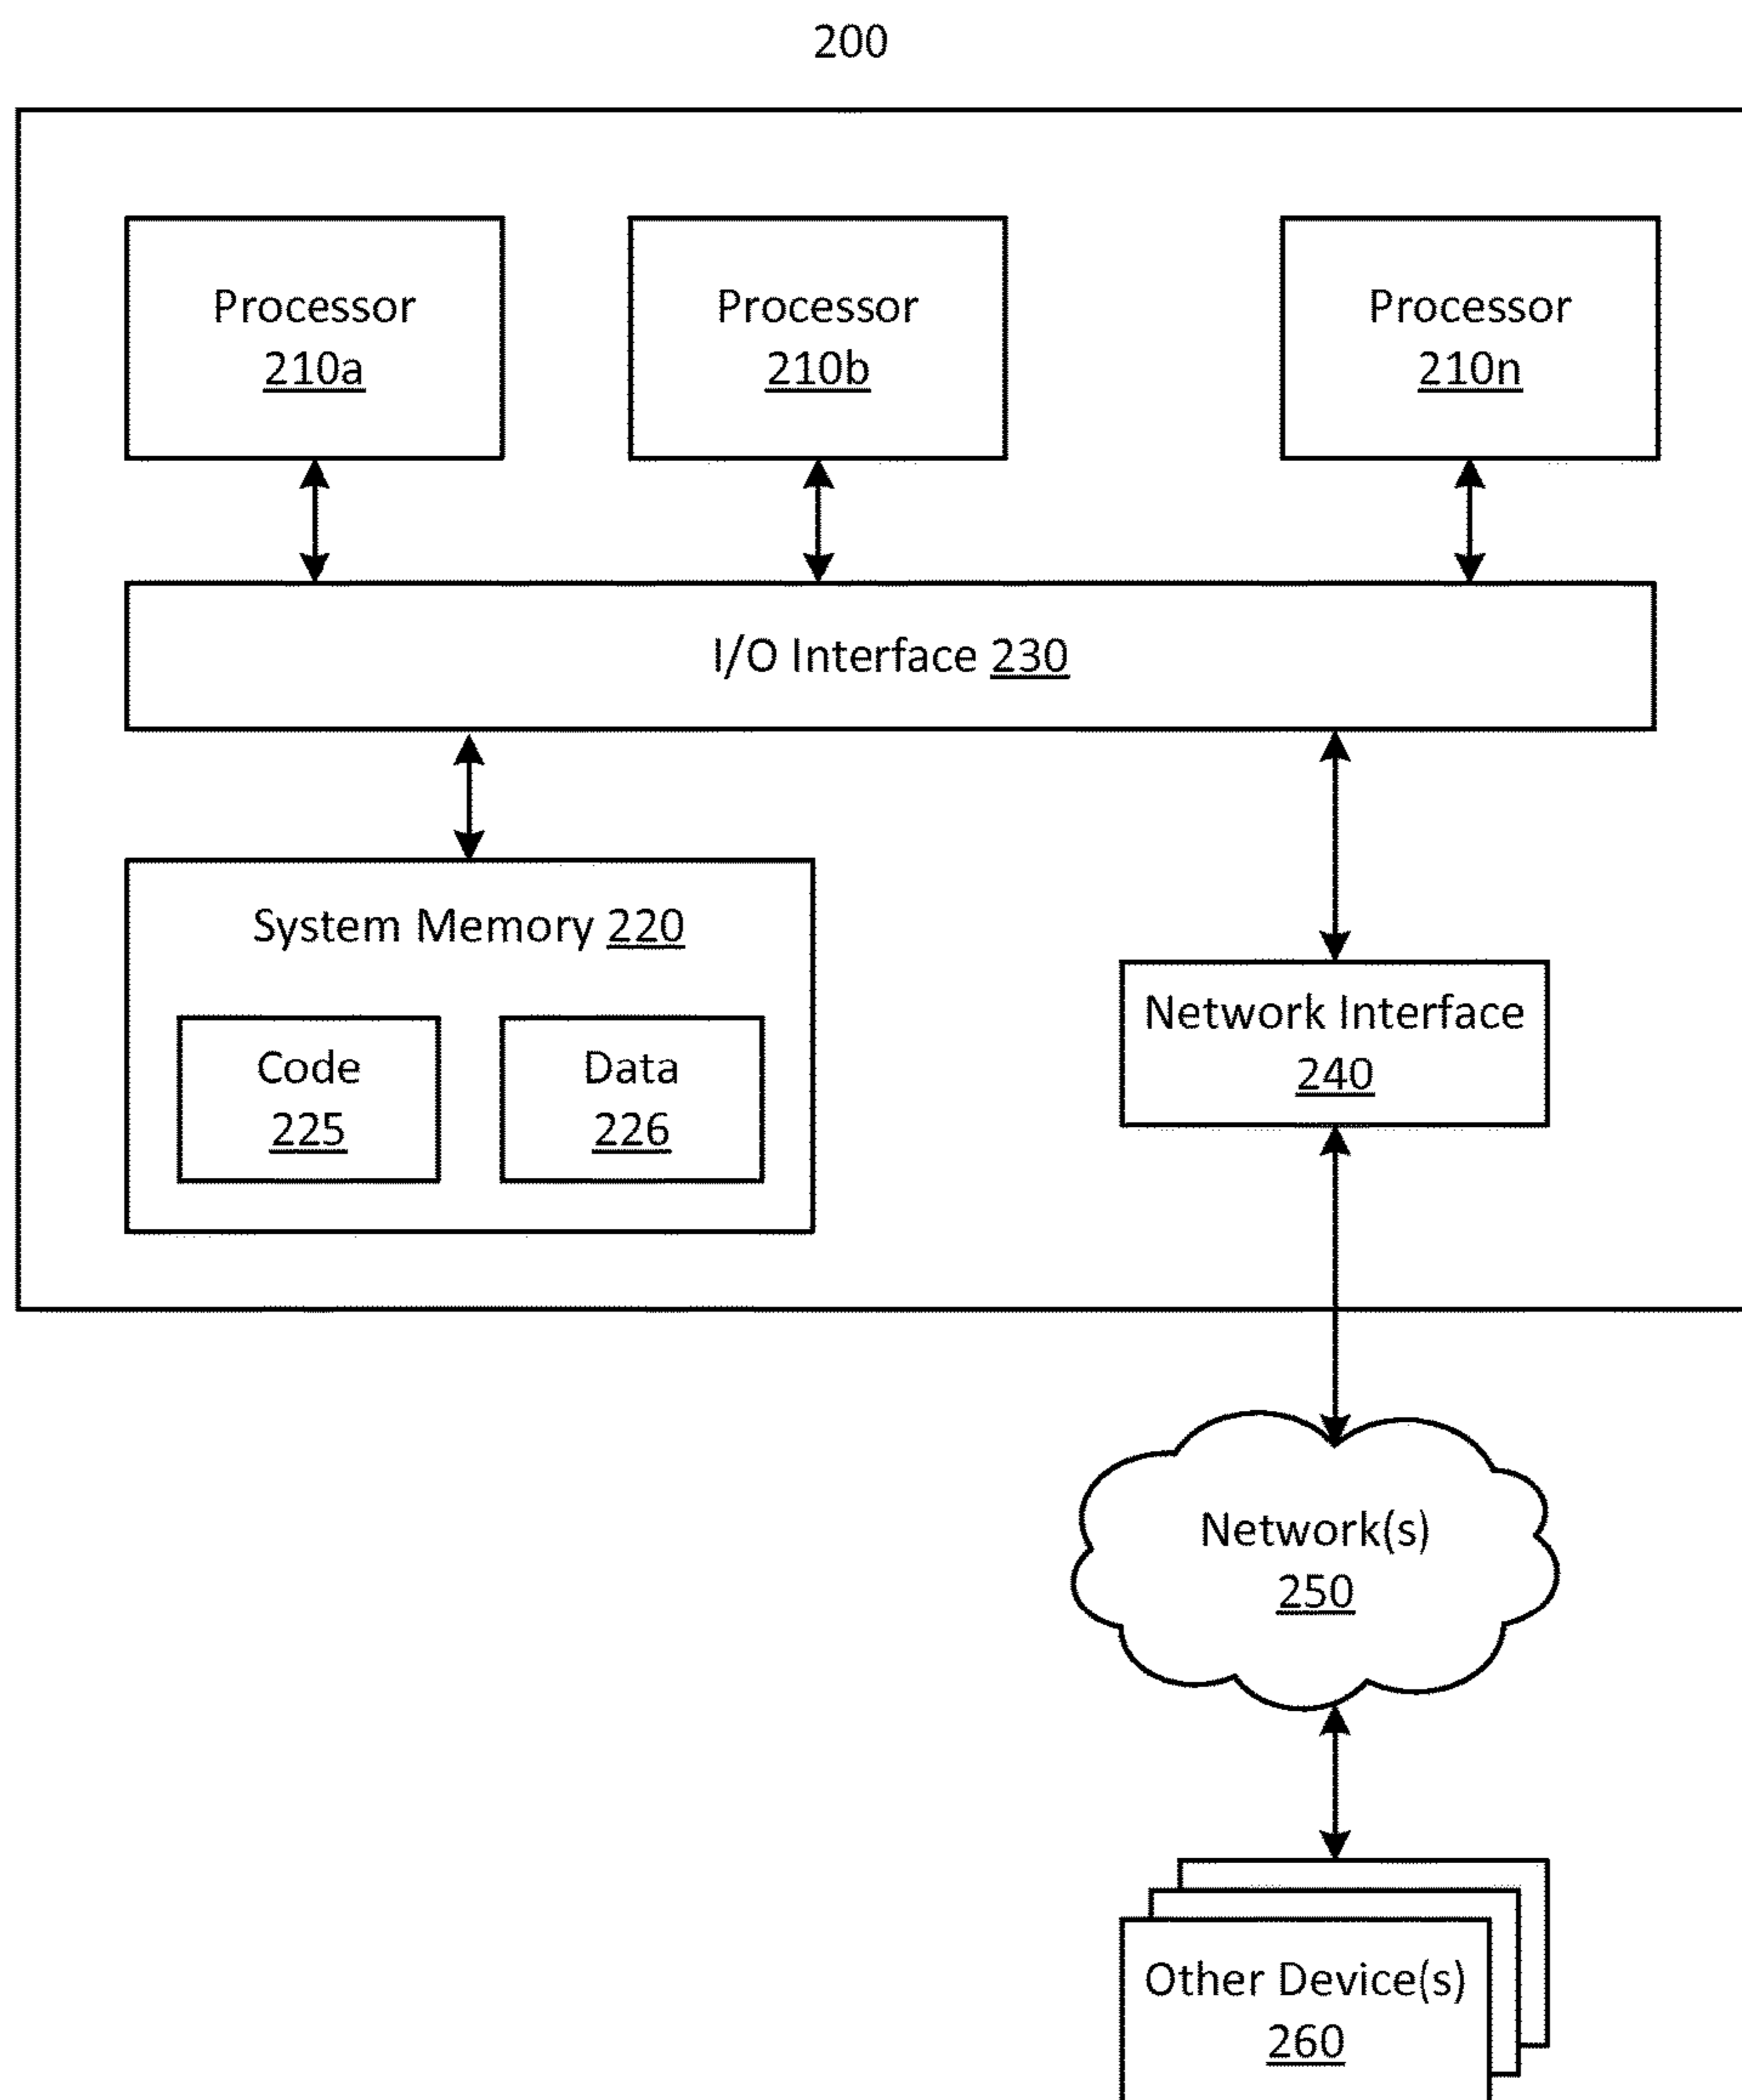 200
Processor
210a
Processor
210b
Processor
210n
I/O Interface 230
System Memory 220
Code
225
Data
226
Network Interface
240
Network(s)
250
Other Device(s)
260